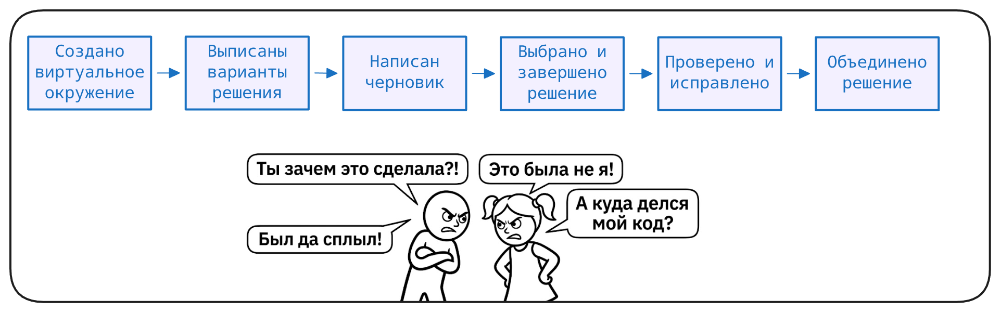 Создано
виртуальное
окружение
Выписаны
варианты
решения
Написан
черновик
Выбрано и
завершено
решение
Проверено и
исправлено
Объединено
решение
Ты зачем это сделала?!
Это была не я!
А куда делся
мой код?
Был да сплыл!